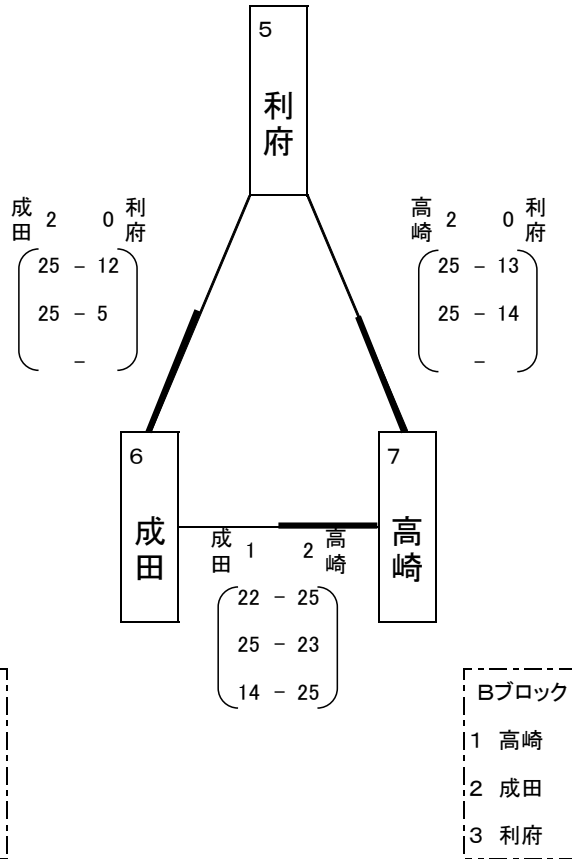 5
利府
成田 2 0 利府
25 - 12
25 - 5
-
高崎 2 0 利府
25 - 13
25 - 14
-
6
成田
7
高崎
成田 1 2 高崎
22 - 25
25 - 23
14 - 25
Bブロック
1 高崎
2 成田
3 利府